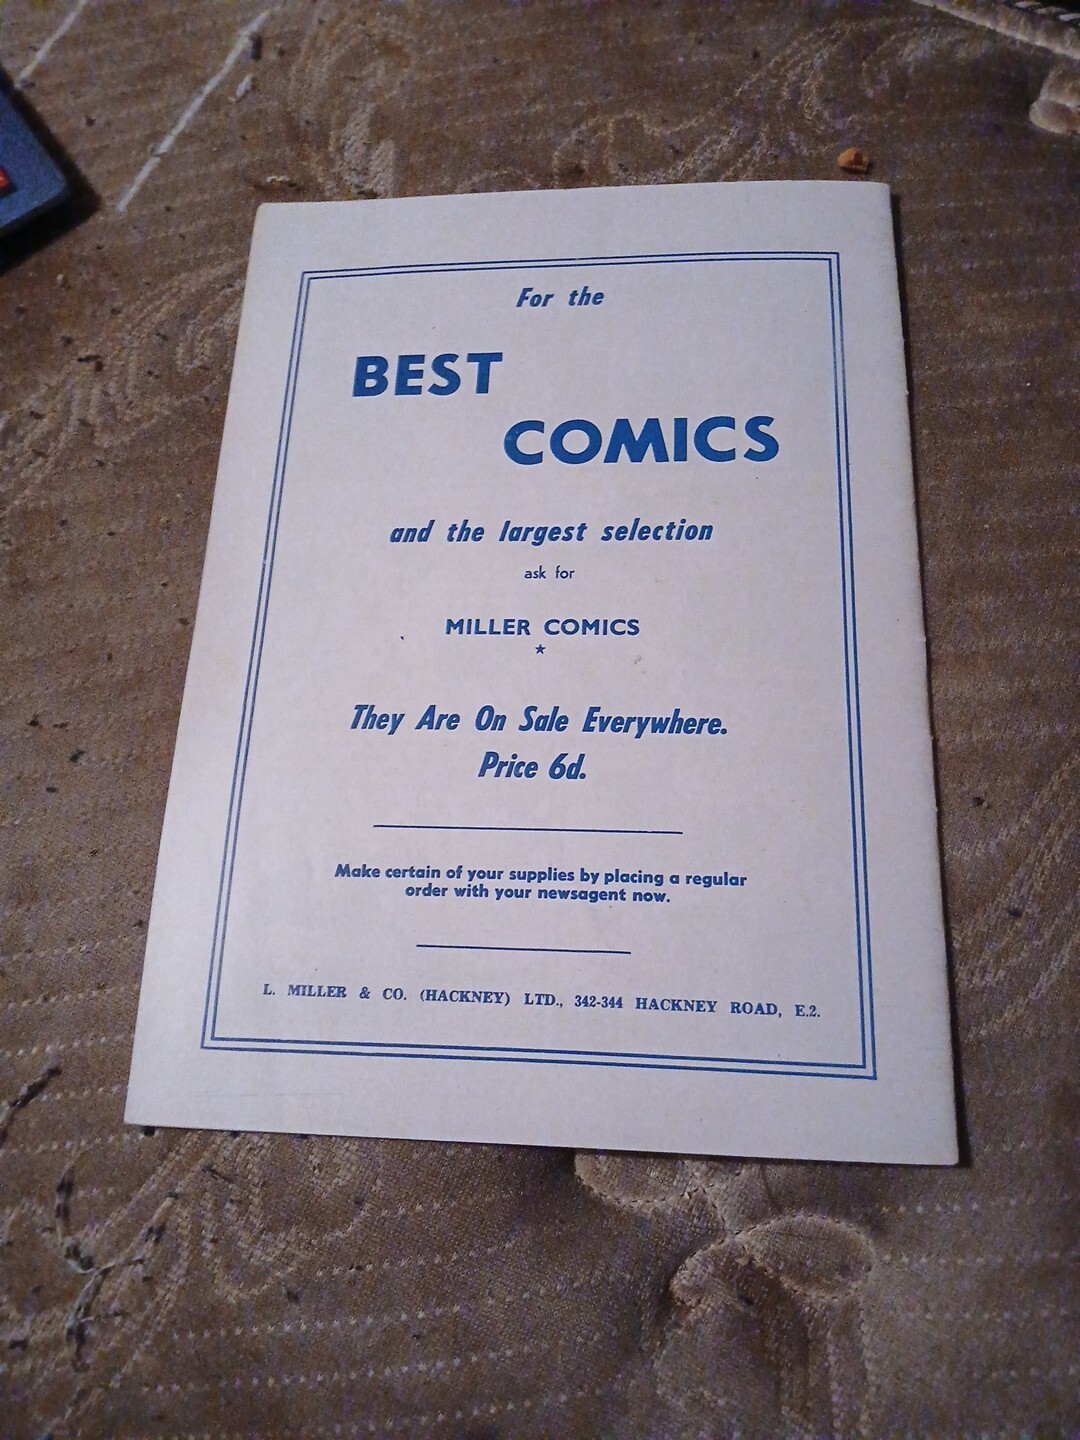 For the
BEST
COMICS
and the largest selection
ask for
MILLER COMICS
★
They Are On Sale Everywhere.
Price 6d.
Make certain of your supplies by placing a regular
order with your newsagent now.
L. MILLER & CO. (HACKNEY) LTD., 342-344 HACKNEY ROAD, E.2.